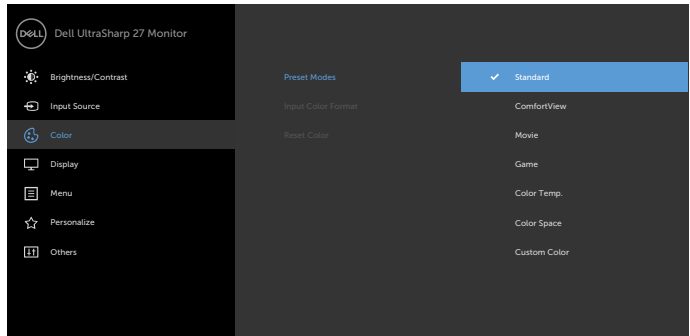 DELL Dell UltraSharp 27 Monitor
Brightness/Contrast
Input Source
Color
Display
Menu
Personalize
Others
Preset Modes
Input Color Format
Reset Color
Standard
ComfortView
Movie
Game
Color Temp.
Color Space
Custom Color